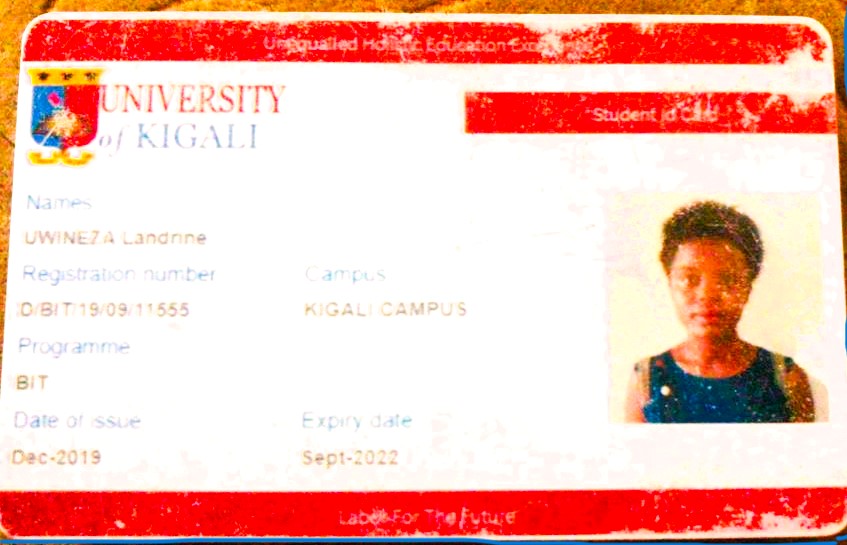 Unequalled Holistic Education Excellence
UNIVERSITY
of KIGALI
Student Id Card
Names
UWINEZA Landrine
Registration number
Campus
D/BIT/19/09/11555
KIGALI CAMPUS
Programme
BIT
Date of issue
Expiry date
Dec-2019
Sept-2022
For The Future